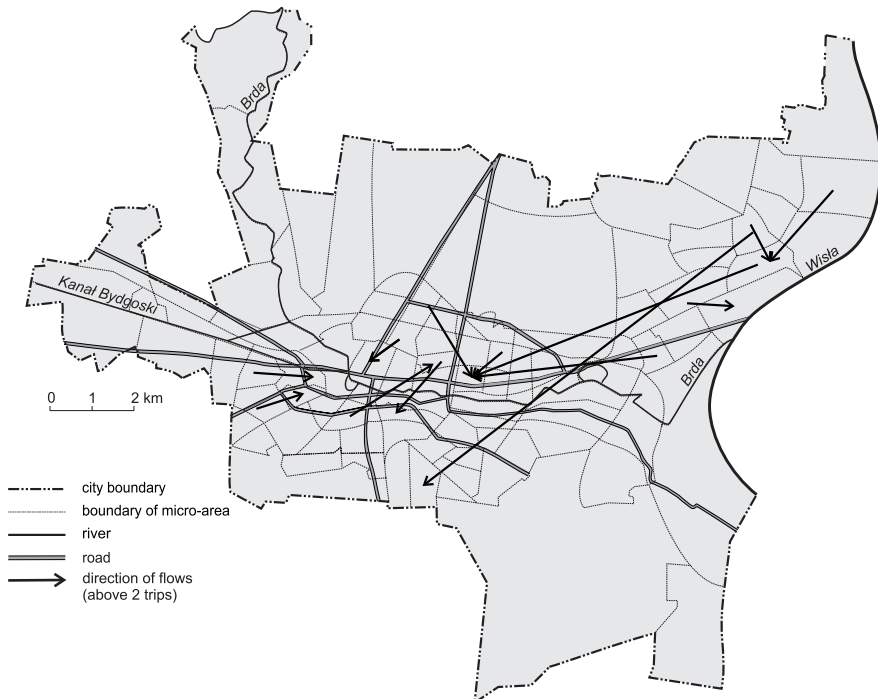 Brda
Wisła
Kanał Bydgoski
Brda
0 1 2 km
city boundary
boundary of micro-area
river
road
direction of flows
(above 2 trips)